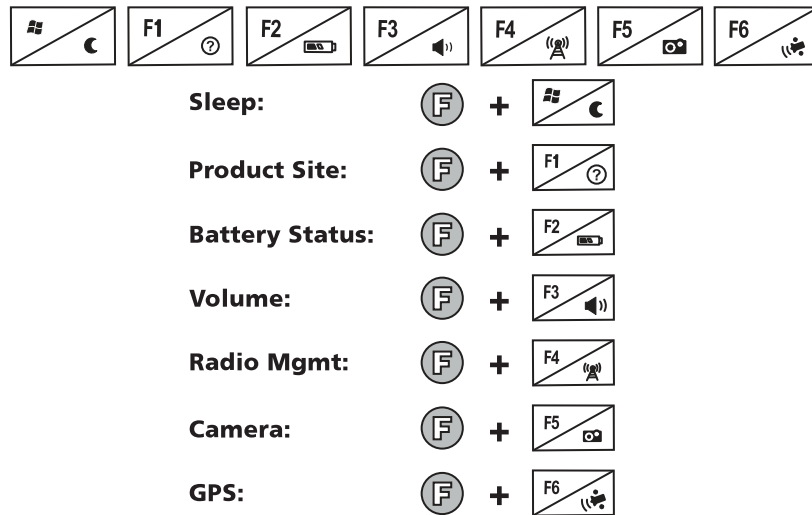 F1 F2 F3 F4 F5 F6
Sleep: F +
Product Site: F + F1
Battery Status: F + F2
Volume: F + F3
Radio Mgmt: F + F4
Camera: F + F5
GPS: F + F6